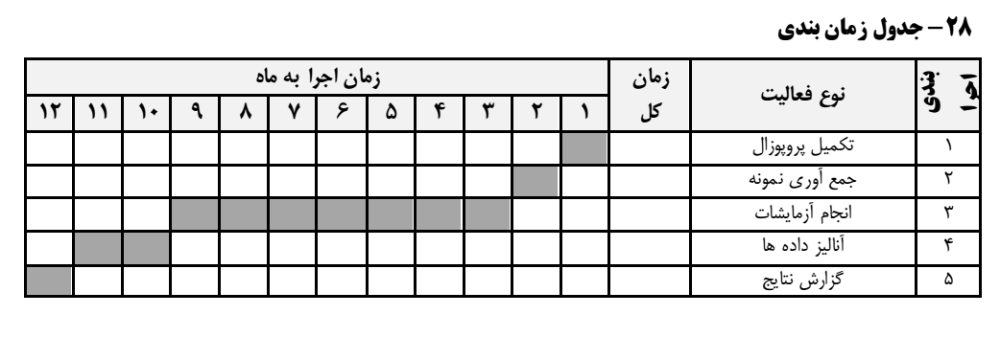 ۲۸ – جدول زمان بندی
اجرا بندی نوع فعالیت زمان کل زمان اجرا به ماه
۱ ۲ ۳ ۴ ۵ ۶ ۷ ۸ ۹ ۱۰ ۱۱ ۱۲
۱ تکمیل پروپوزال
۲ جمع آوری نمونه
۳ انجام آزمایشات
۴ آنالیز داده ها
۵ گزارش نتایج